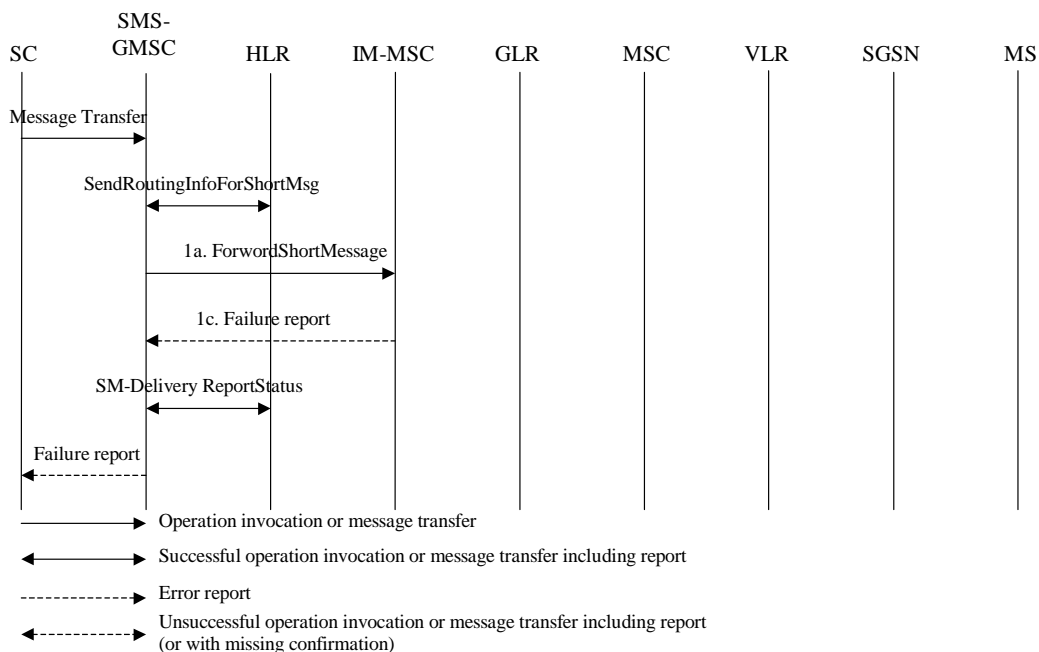 SMS-
GMSC
SC HLR IM-MSC GLR MSC VLR SGSN MS
Message Transfer
SendRoutingInfoForShortMsg
1a. ForwordShortMessage
1c. Failure report
SM-Delivery ReportStatus
Failure report
Operation invocation or message transfer
Successful operation invocation or message transfer including report
Error report
Unsuccessful operation invocation or message transfer including report
(or with missing confirmation)